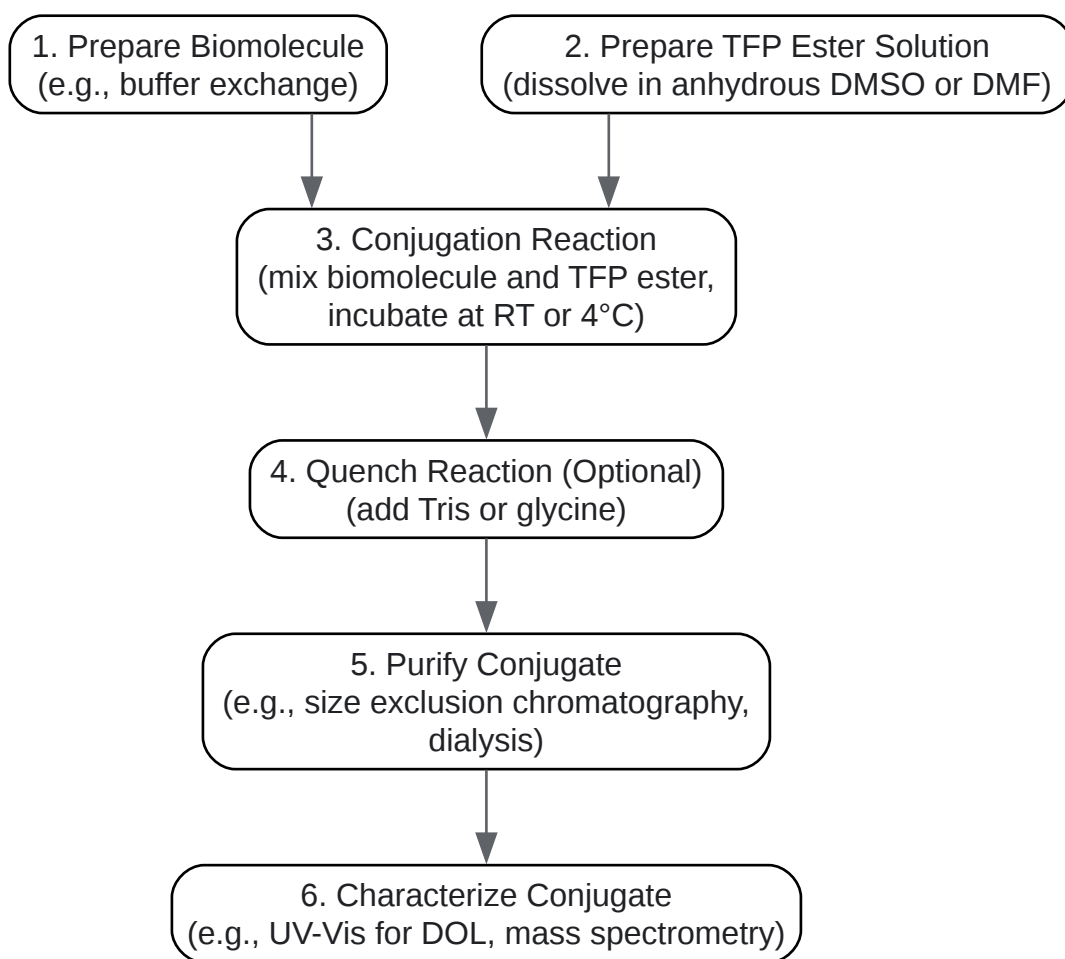 1. Prepare Biomolecule
(e.g., buffer exchange)
2. Prepare TFP Ester Solution
(dissolve in anhydrous DMSO or DMF)
3. Conjugation Reaction
(mix biomolecule and TFP ester,
incubate at RT or 4°C)
4. Quench Reaction (Optional)
(add Tris or glycine)
5. Purify Conjugate
(e.g., size exclusion chromatography,
dialysis)
6. Characterize Conjugate
(e.g., UV-Vis for DOL, mass spectrometry)